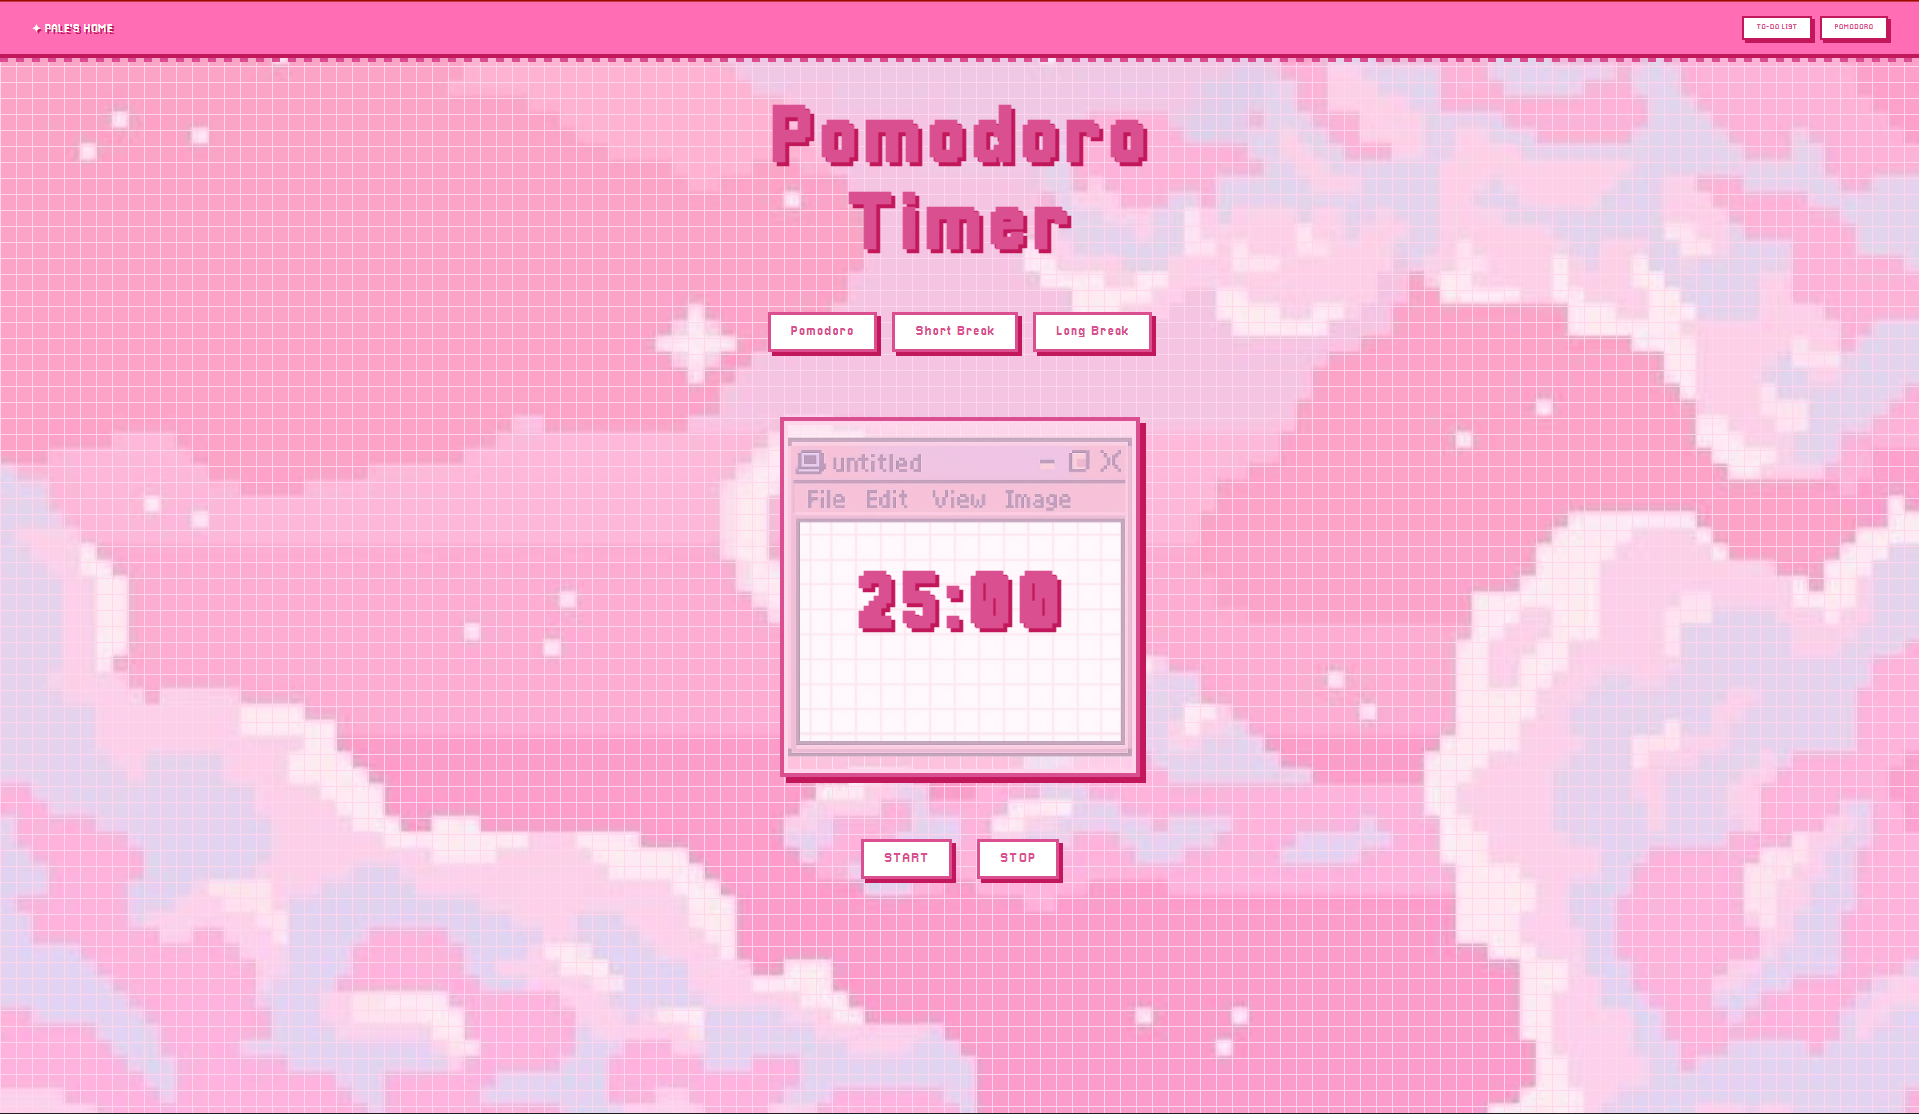 ✦ PALE'S HOME
TO-DO LIST POMODORO
Pomodoro
Timer
Pomodoro Short Break Long Break
untitled
File Edit View Image
25:00
START STOP